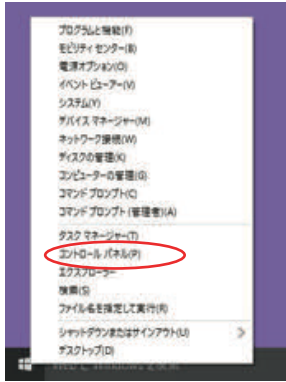 プログラムと機能(F)
モビリティ センター(B)
電源オプション(O)
イベント ビューアー(V)
システム(Y)
デバイス マネージャー(M)
ネットワーク接続(W)
ディスクの管理(K)
コンピューターの管理(G)
コマンド プロンプト(C)
コマンド プロンプト (管理者)(A)
タスク マネージャー(T)
コントロール パネル(P)
エクスプローラー
検索(S)
ファイル名を指定して実行(R)
シャットダウンまたはサインアウト(U)
デスクトップ(D)